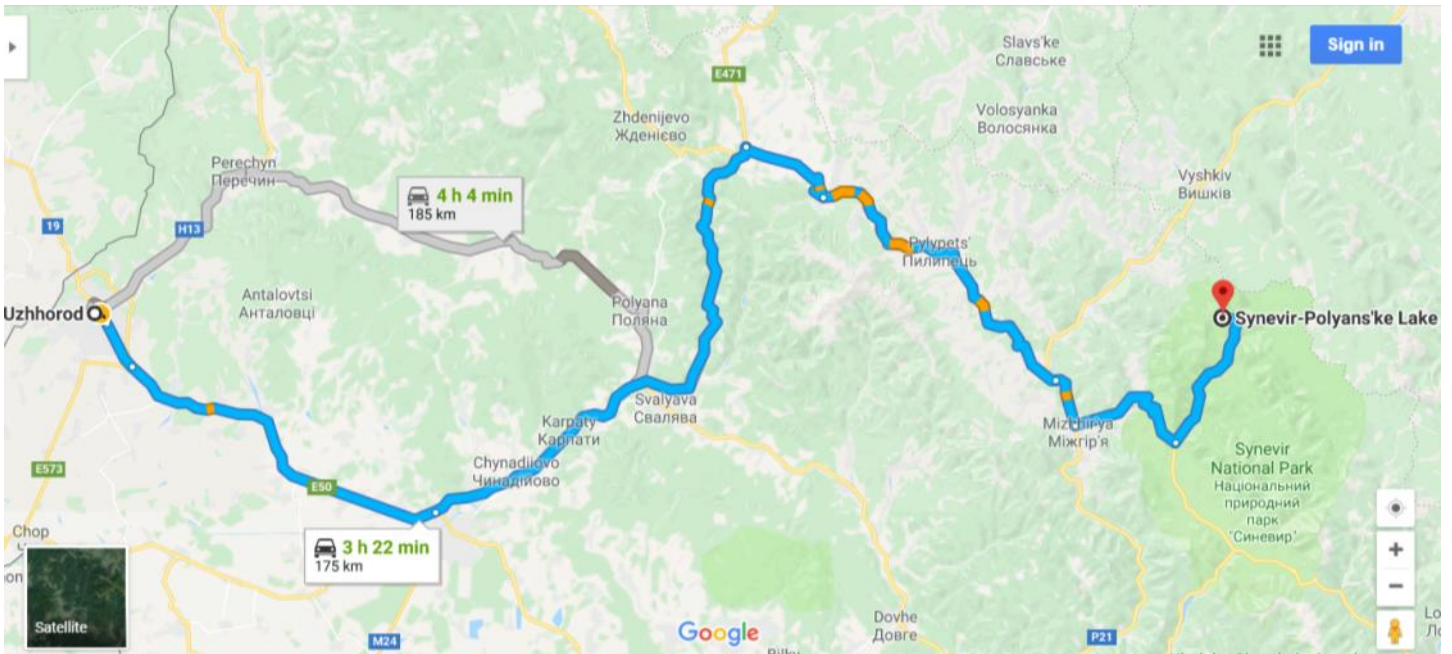 Slavs'ke
Славське
Sign in
E471
Zhdenijevo
Жденієво
Volosyanka
Волосянка
Perechyn
Перечин
4 h 4 min
185 km
Vyshkiv
Вишків
19
H13
Pylypets'
Пилипець
Antalovtsi
Анталовці
Polyana
Поляна
Uzhhorod
Synevir-Polyans'ke Lake
Svalyava
Свалява
Karpaty
Карпати
Mizhhir'ya
Міжгір'я
Chynadiiovo
Чинадійово
Synevir
National Park
Національний
природний
парк
"Синевир"
E573
E50
Chop
3 h 22 min
175 km
Satellite
M24
Google
Dovhe
Довге
P21